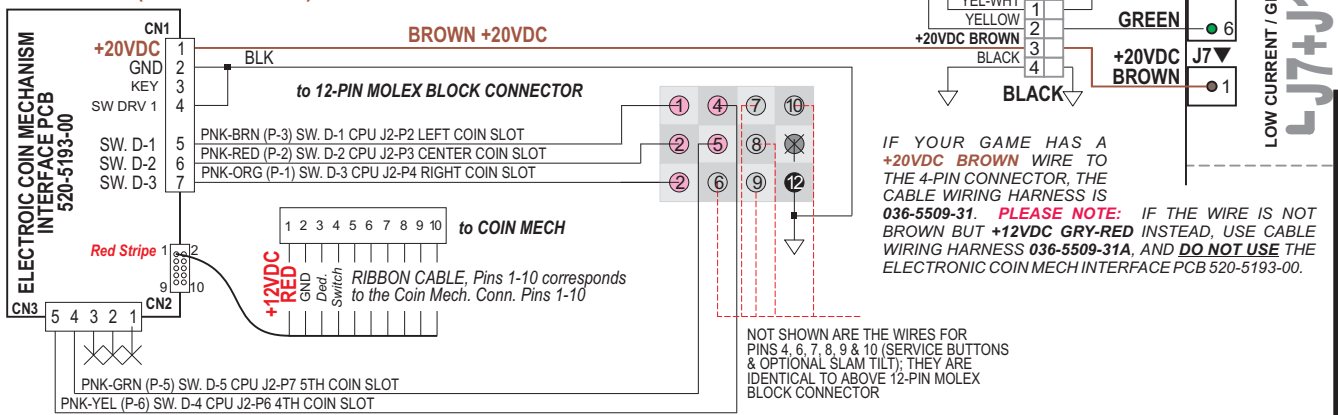 ELECTROIC COIN MECHANISM
INTERFACE PCB
520-5193-00
CN1
+20VDC 1
GND 2
KEY 3
SW DRV 1 4
SW. D-1 5
SW. D-2 6
SW. D-3 7
BROWN +20VDC
BLK
to 12-PIN MOLEX BLOCK CONNECTOR
PNK-BRN (P-3) SW. D-1 CPU J2-P2 LEFT COIN SLOT
PNK-RED (P-2) SW. D-2 CPU J2-P3 CENTER COIN SLOT
PNK-ORG (P-1) SW. D-3 CPU J2-P4 RIGHT COIN SLOT
1 4 7 10
2 5 8
2 6 9 12
YEL-WHT 1
YELLOW 2
+20VDC BROWN 3
BLACK 4
BLACK
GREEN 6
+20VDC J7▼
BROWN 1
LOW CURRENT / G
J7+J
IF YOUR GAME HAS A
+20VDC BROWN WIRE TO
THE 4-PIN CONNECTOR, THE
CABLE WIRING HARNESS IS
036-5509-31. PLEASE NOTE: IF THE WIRE IS NOT
BROWN BUT +12VDC GRY-RED INSTEAD, USE CABLE
WIRING HARNESS 036-5509-31A, AND DO NOT USE THE
ELECTRONIC COIN MECH INTERFACE PCB 520-5193-00.
Red Stripe 1 2
9 10
CN2
1 2 3 4 5 6 7 8 9 10
to COIN MECH
+12VDC
RED
GND
Ded.
Switch
RIBBON CABLE, Pins 1-10 corresponds
to the Coin Mech. Conn. Pins 1-10
CN3
5 4 3 2 1
PNK-GRN (P-5) SW. D-5 CPU J2-P7 5TH COIN SLOT
PNK-YEL (P-6) SW. D-4 CPU J2-P6 4TH COIN SLOT
NOT SHOWN ARE THE WIRES FOR
PINS 4, 6, 7, 8, 9 & 10 (SERVICE BUTTONS
& OPTIONAL SLAM TILT); THEY ARE
IDENTICAL TO ABOVE 12-PIN MOLEX
BLOCK CONNECTOR